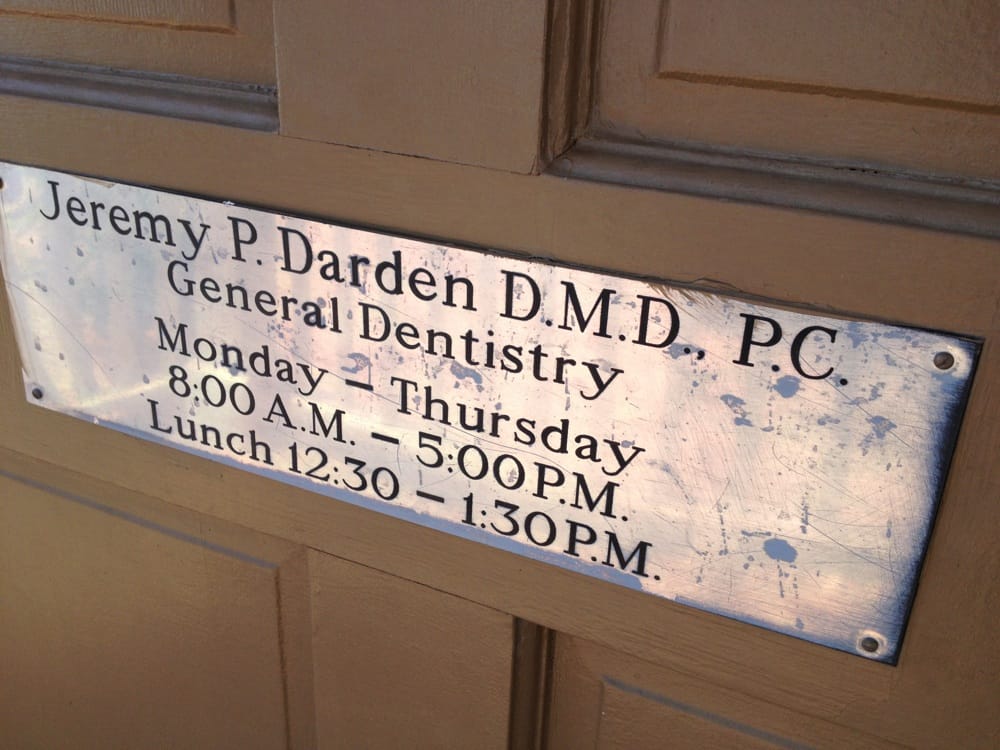 Jeremy P. Darden D.M.D., P.C.
General Dentistry
Monday – Thursday
8:00 A.M. – 5:00 P.M.
Lunch 12:30 – 1:30 P.M.